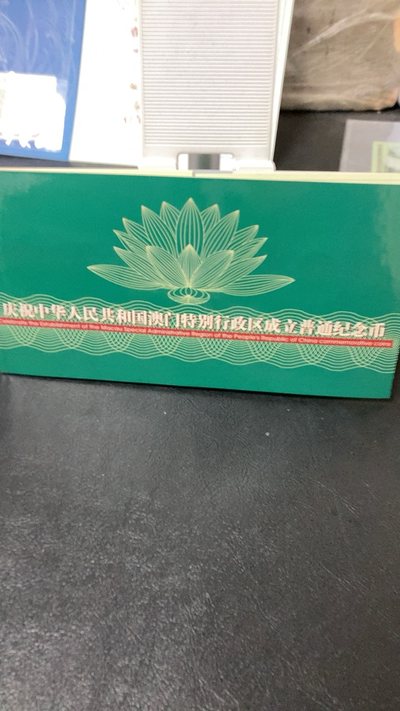 庆祝中华人民共和国澳门特别行政区成立普通纪念币
the Establishment of the Macau Special Administrative Region of the People's Republic of China commemorative coins